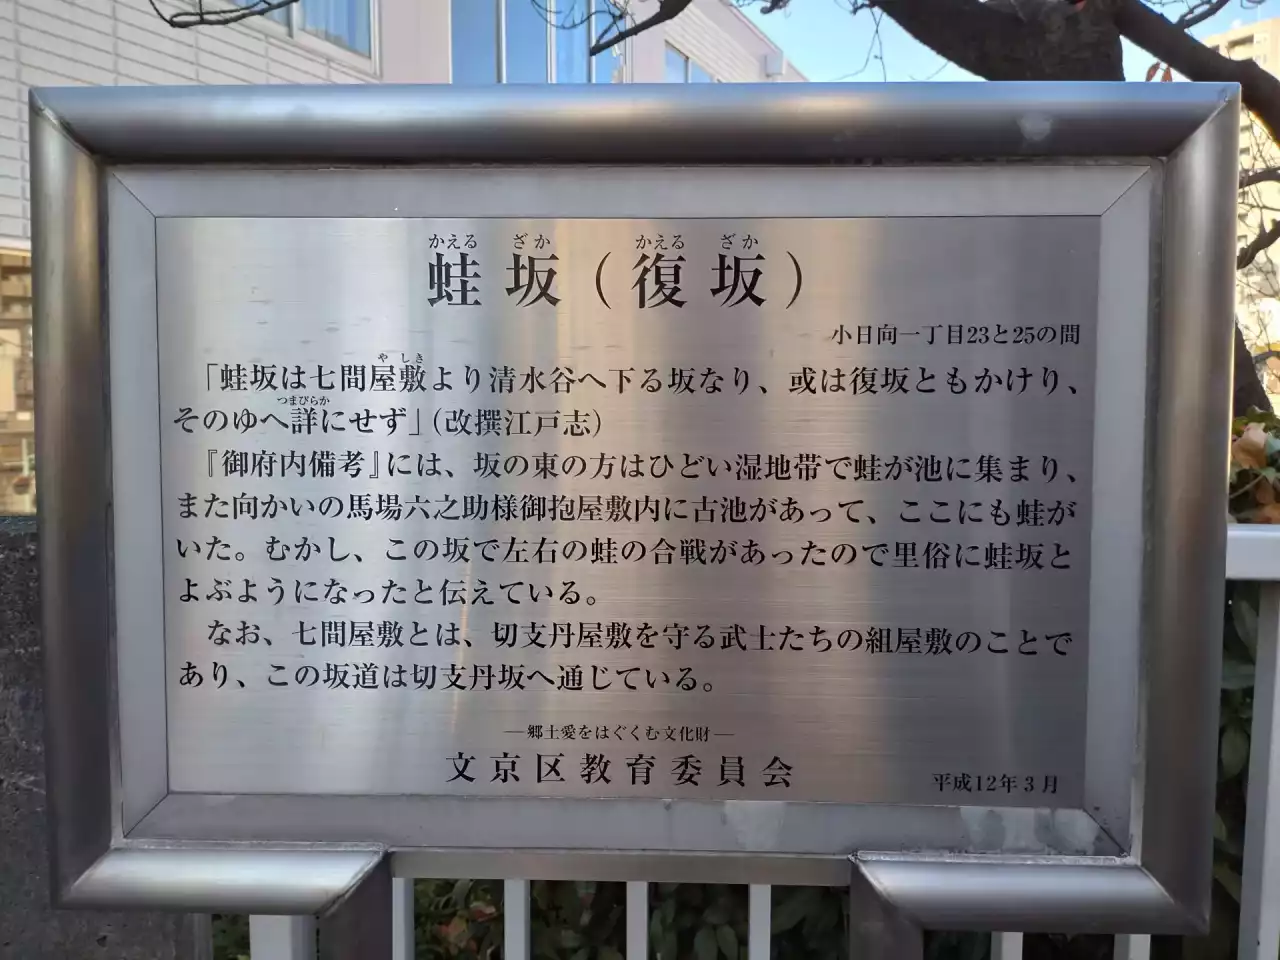 かえる ざか かえる ざか
蛙坂（復坂）
小日向一丁目23と25の間
やしき
「蛙坂は七間屋敷より清水谷へ下る坂なり、或は復坂ともかけり、
つまびらか
そのゆへ詳にせず」（改撰江戸志）
『御府内備考』には、坂の東の方はひどい湿地帯で蛙が池に集まり、
また向かいの馬場六之助様御抱屋敷内に古池があって、ここにも蛙が
いた。むかし、この坂で左右の蛙の合戦があったので里俗に蛙坂と
よぶようになったと伝えている。
なお、七間屋敷とは、切支丹屋敷を守る武士たちの組屋敷のことで
あり、この坂道は切支丹坂へ通じている。
―郷土愛をはぐくむ文化財―
文京区教育委員会
平成12年3月